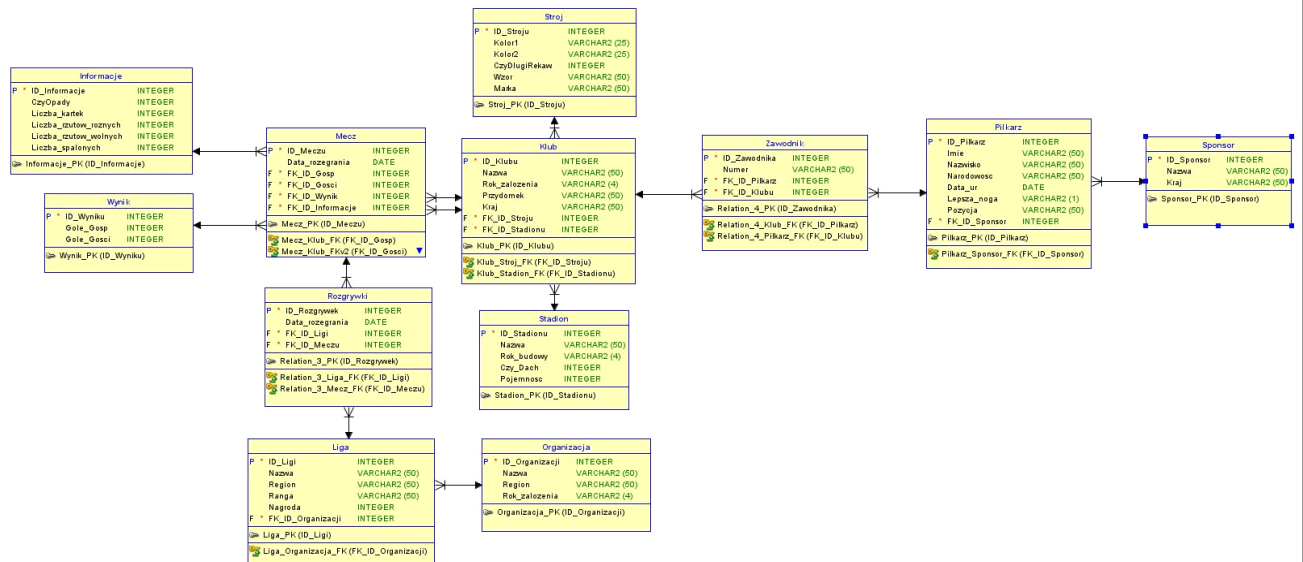 Stroj
P * ID_Stroju INTEGER
Kolor1 VARCHAR2 (25)
Kolor2 VARCHAR2 (25)
CzyDlugiRekaw INTEGER
Wzor VARCHAR2 (50)
Marka VARCHAR2 (50)
Stroj_PK (ID_Stroju)
Informacje
P * ID_Informacje INTEGER
CzyOpady INTEGER
Liczba_kartek INTEGER
Liczba_rzutow_roznych INTEGER
Liczba_rzutow_wolnych INTEGER
Liczba_spalonych INTEGER
Informacje_PK (ID_Informacje)
Mecz
P * ID_Meczu INTEGER
Data_rozegrania DATE
F * FK_ID_Gosp INTEGER
F * FK_ID_Gosci INTEGER
F * FK_ID_Wynik INTEGER
F * FK_ID_Informacje INTEGER
Mecz_PK (ID_Meczu)
Mecz_Klub_FK (FK_ID_Gosp)
Mecz_Klub_FKv2 (FK_ID_Gosci)
Klub
P * ID_Klubu INTEGER
Nazwa VARCHAR2 (50)
Rok_zalozenia VARCHAR2 (4)
Przydomek VARCHAR2 (50)
Kraj VARCHAR2 (50)
F * FK_ID_Stroju INTEGER
F * FK_ID_Stadionu INTEGER
Klub_PK (ID_Klubu)
Klub_Stroj_FK (FK_ID_Stroju)
Klub_Stadion_FK (FK_ID_Stadionu)
Zawodnik
P * ID_Zawodnika INTEGER
Numer VARCHAR2 (50)
F * FK_ID_Pilkarz INTEGER
F * FK_ID_Klubu INTEGER
Relation_4_PK (ID_Zawodnika)
Relation_4_Klub_FK (FK_ID_Pilkarz)
Relation_4_Pilkarz_FK (FK_ID_Klubu)
Pilkarz
P * ID_Pilkarz INTEGER
Imie VARCHAR2 (50)
Nazwisko VARCHAR2 (50)
Narodowosc VARCHAR2 (50)
Data_ur DATE
Lepsza_noga VARCHAR2 (1)
Pozycja VARCHAR2 (50)
F * FK_ID_Sponsor INTEGER
Pilkarz_PK (ID_Pilkarz)
Pilkarz_Sponsor_FK (FK_ID_Sponsor)
Sponsor
P * ID_Sponsor INTEGER
Nazwa VARCHAR2 (50)
Kraj VARCHAR2 (50)
Sponsor_PK (ID_Sponsor)
Wynik
P * ID_Wyniku INTEGER
Gole_Gosp INTEGER
Gole_Gosci INTEGER
Wynik_PK (ID_Wyniku)
Rozgrywki
P * ID_Rozgrywek INTEGER
Data_rozegrania DATE
F * FK_ID_Ligi INTEGER
F * FK_ID_Meczu INTEGER
Relation_3_PK (ID_Rozgrywek)
Relation_3_Liga_FK (FK_ID_Ligi)
Relation_3_Mecz_FK (FK_ID_Meczu)
Stadion
P * ID_Stadionu INTEGER
Nazwa VARCHAR2 (50)
Rok_budowy VARCHAR2 (4)
Czy_Dach INTEGER
Pojemnosc INTEGER
Stadion_PK (ID_Stadionu)
Liga
P * ID_Ligi INTEGER
Nazwa VARCHAR2 (50)
Region VARCHAR2 (50)
Ranga VARCHAR2 (50)
Nagroda INTEGER
F * FK_ID_Organizacji INTEGER
Liga_PK (ID_Ligi)
Liga_Organizacja_FK (FK_ID_Organizacji)
Organizacja
P * ID_Organizacji INTEGER
Nazwa VARCHAR2 (50)
Region VARCHAR2 (50)
Rok_zalozenia VARCHAR2 (4)
Organizacja_PK (ID_Organizacji)